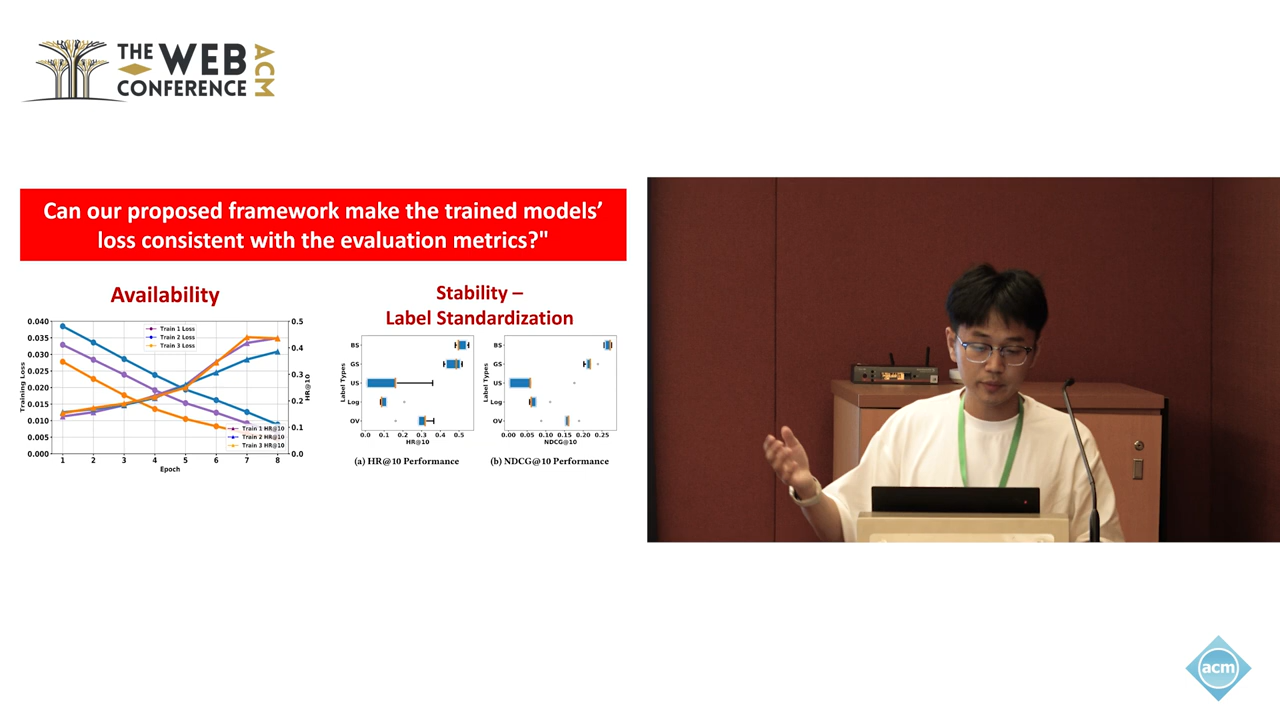 THE WEB
CONFERENCE
ACM
Can our proposed framework make the trained models’
loss consistent with the evaluation metrics?"
Availability
Stability –
Label Standardization
0.040
0.035
0.030
0.025
0.020
0.015
0.010
0.005
0.000
Training Loss
Train 1 Loss
Train 2 Loss
Train 3 Loss
Train 1 HR@10
Train 2 HR@10
Train 3 HR@10
0.5
0.4
0.3
0.2
0.1
0.0
HR@10
1 2 3 4 5 6 7 8
Epoch
Label Types
BS
GS
US
Log
OV
0.0 0.1 0.2 0.3 0.4 0.5
HR@10
(a) HR@10 Performance
Label Types
BS
GS
US
Log
OV
0.00 0.05 0.10 0.15 0.20 0.25
NDCG@10
(b) NDCG@10 Performance
acm